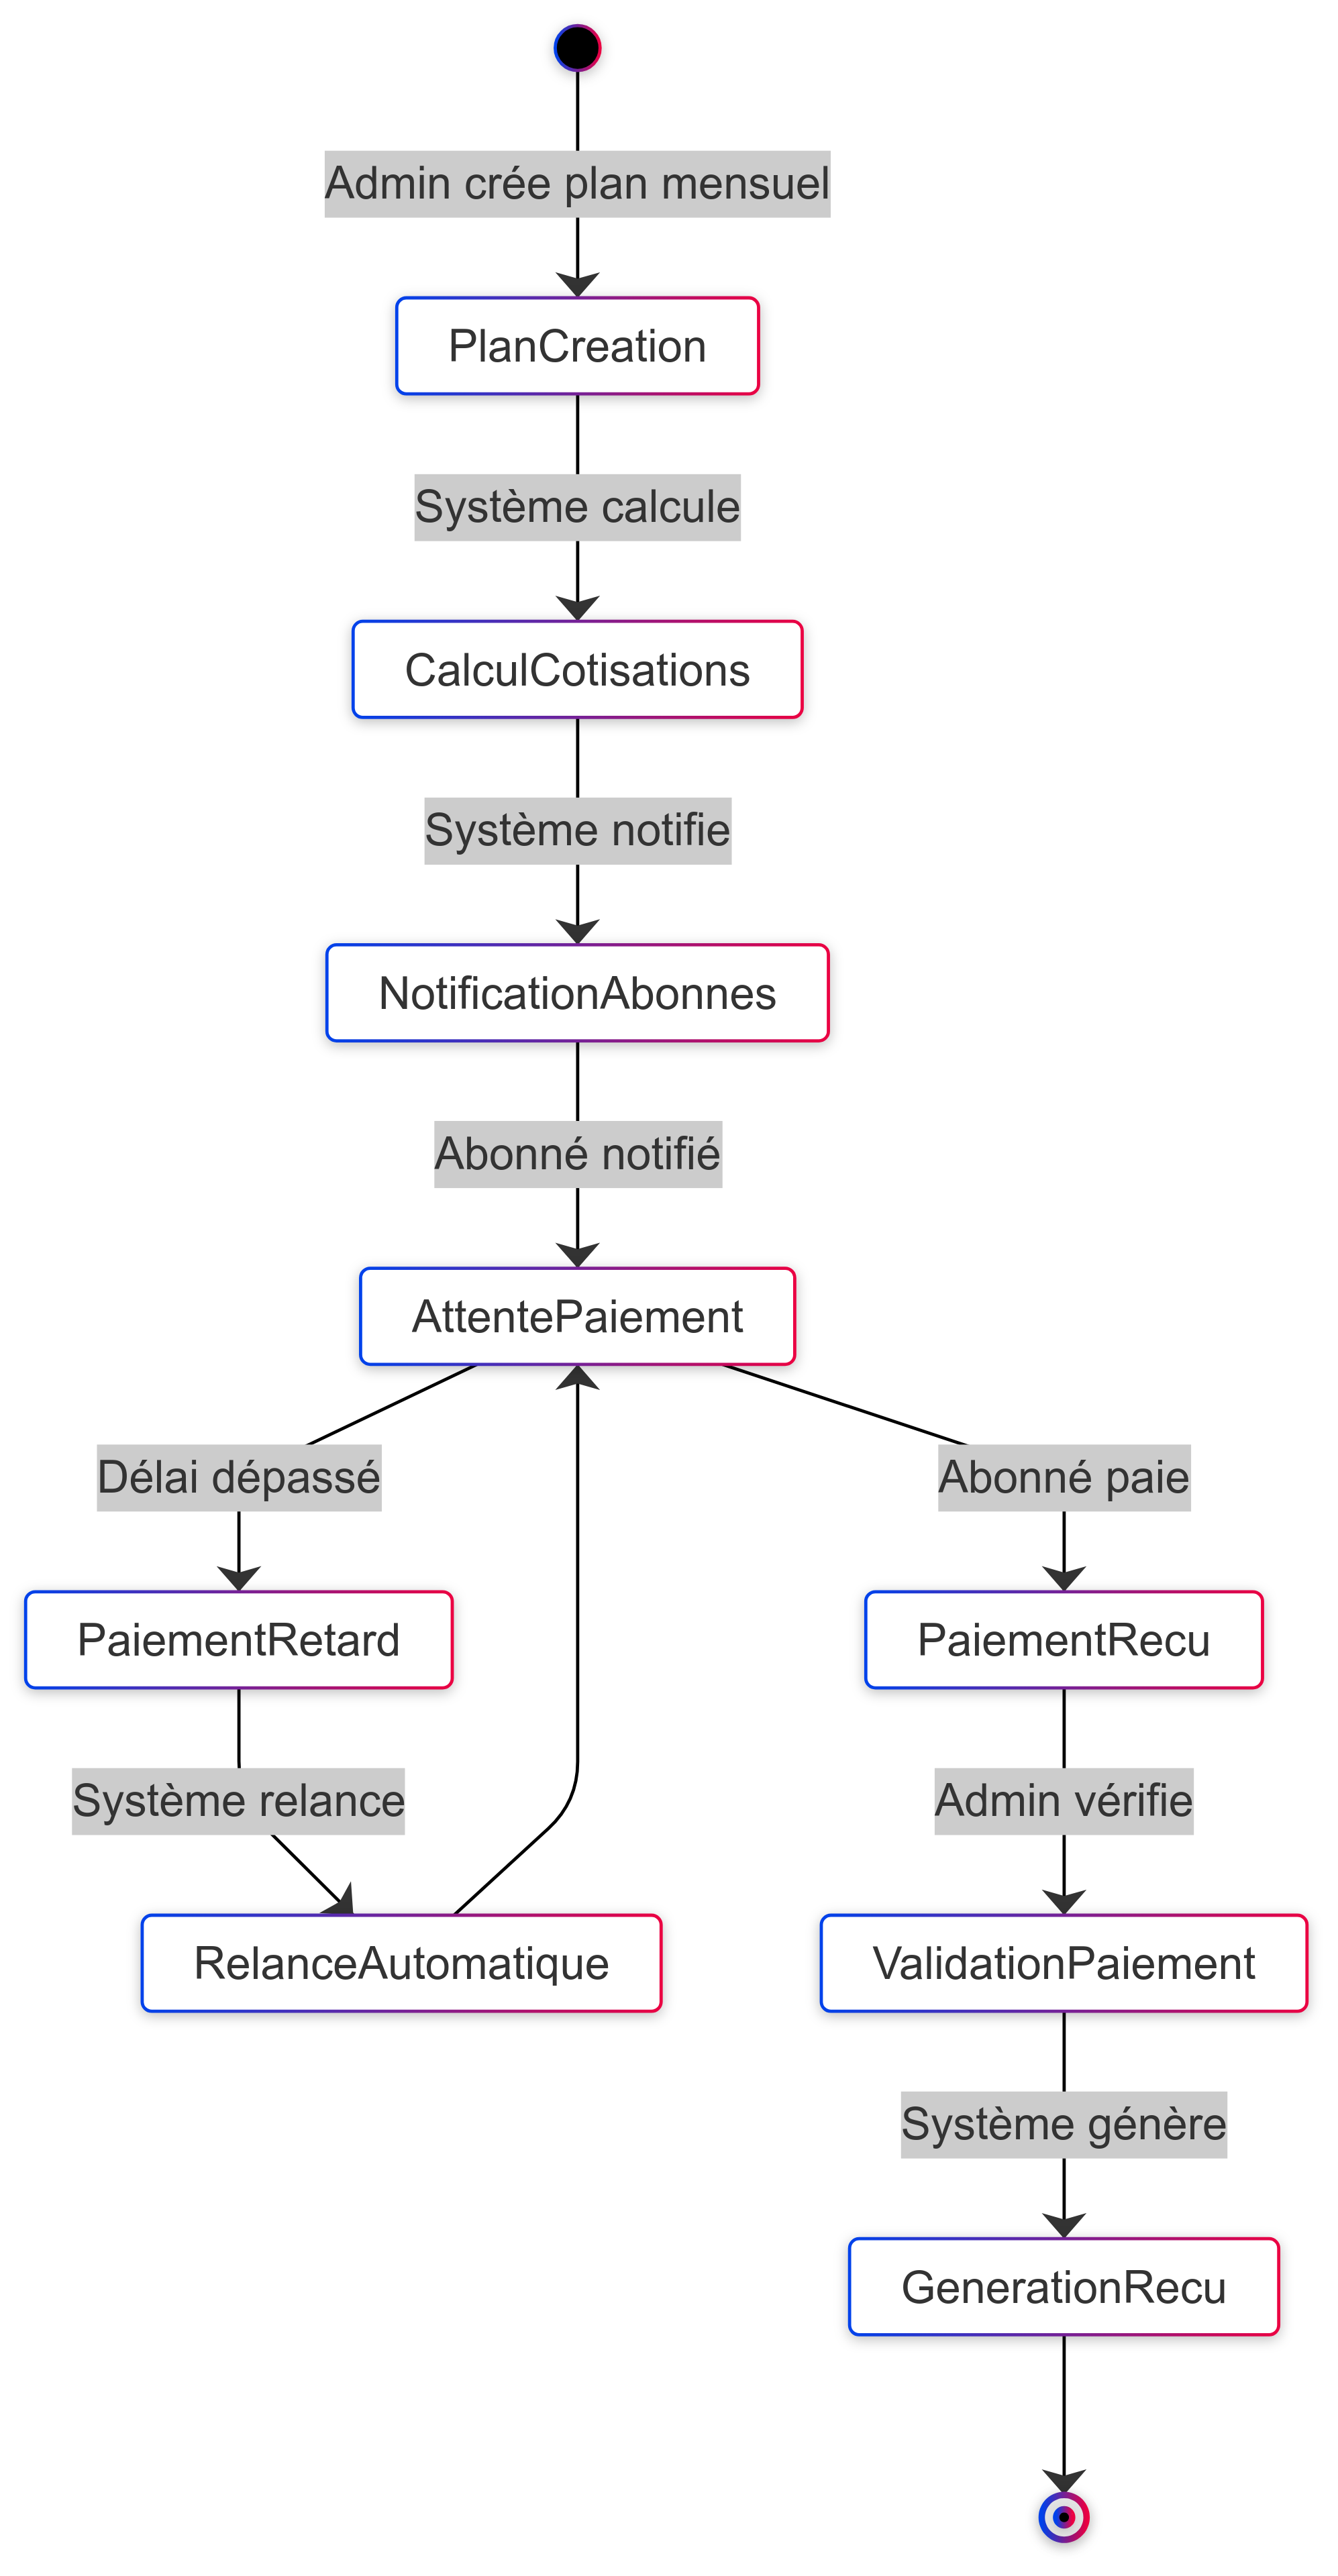 Admin crée plan mensuel
PlanCreation
Système calcule
CalculCotisations
Système notifie
NotificationAbonnes
Abonné notifié
AttentePaiement
Délai dépassé
Abonné paie
PaiementRetard
PaiementRecu
Système relance
Admin vérifie
RelanceAutomatique
ValidationPaiement
Système génère
GenerationRecu